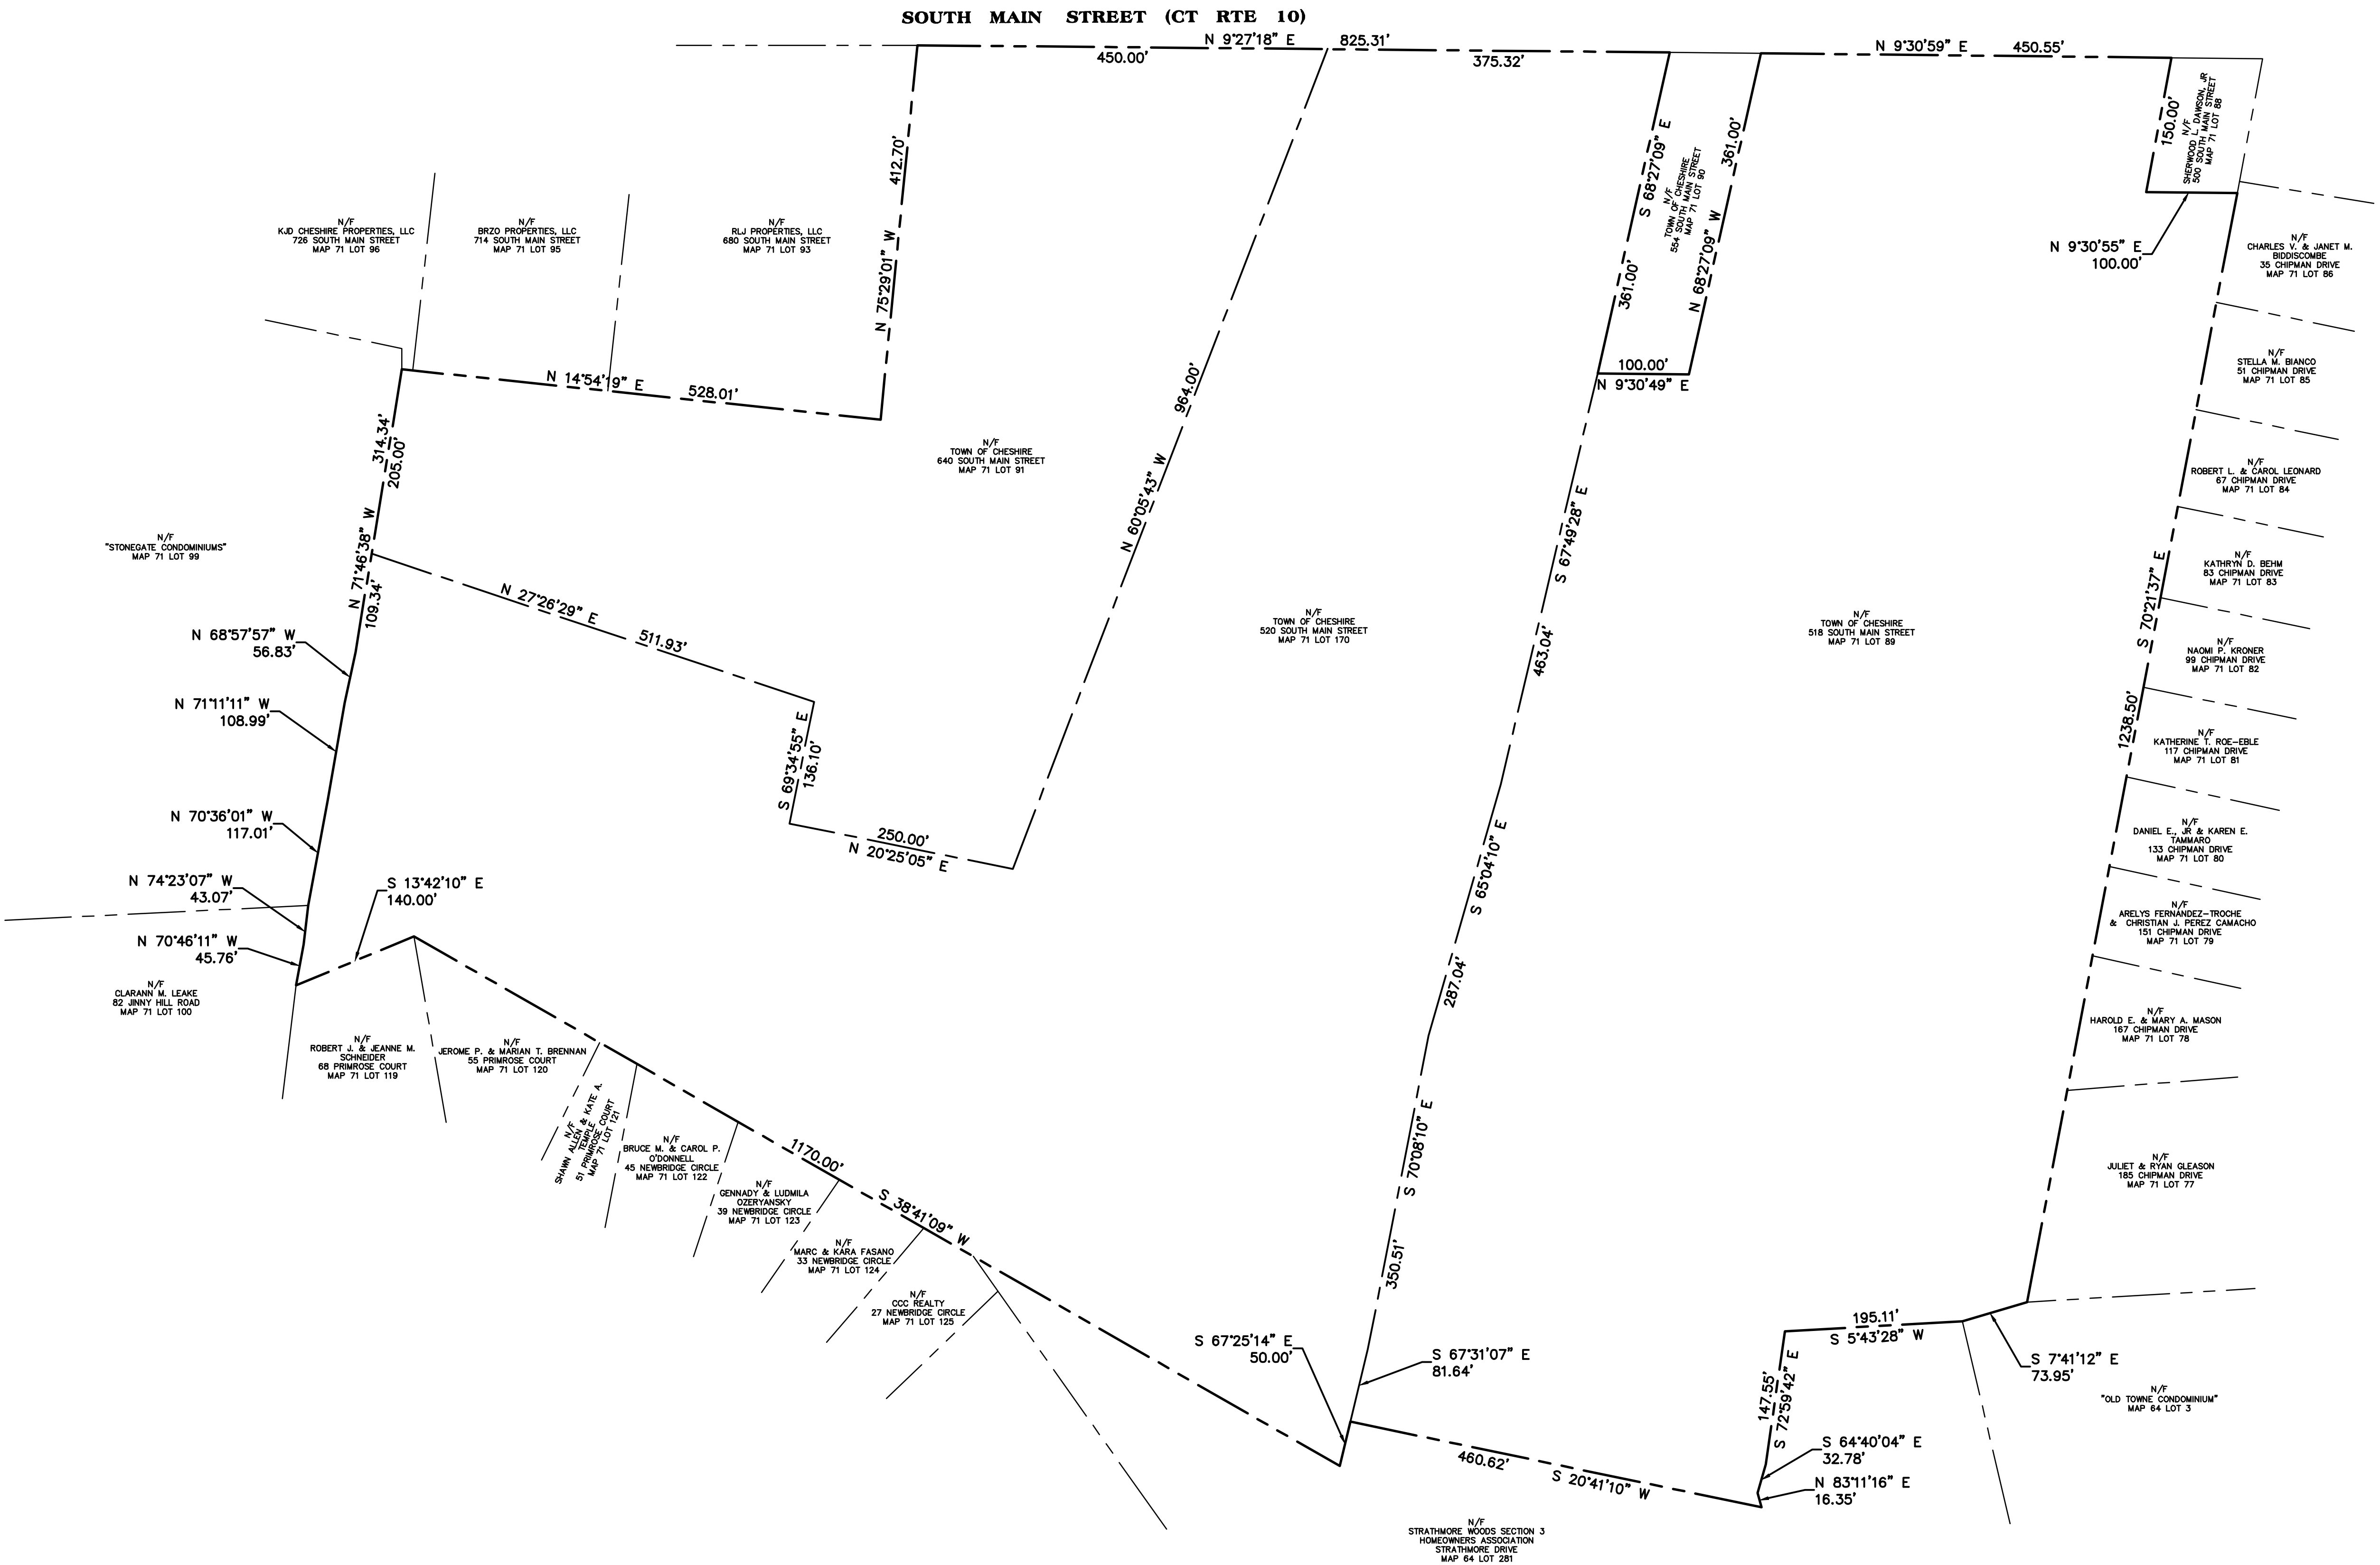 SOUTH MAIN STREET (CT RTE 10)
N 9°27'18" E 825.31'
450.00'
375.32'
N 9°30'59" E 450.55'
412.70'
N 75°29'01" W
S 68°27'09" E
361.00'
N/F
TOWN OF CHESHIRE
554 SOUTH MAIN STREET
MAP 71 LOT 90
361.00'
N 68°27'09" W
100.00'
N 9°30'49" E
150.00'
N/F
SHERWOOD L. DAWSON, JR
500 SOUTH MAIN STREET
MAP 71 LOT 88
N 9°30'55" E
100.00'
N/F
KJD CHESHIRE PROPERTIES, LLC
726 SOUTH MAIN STREET
MAP 71 LOT 96
N/F
BRZO PROPERTIES, LLC
714 SOUTH MAIN STREET
MAP 71 LOT 95
N/F
RLJ PROPERTIES, LLC
680 SOUTH MAIN STREET
MAP 71 LOT 93
N/F
CHARLES V. & JANET M.
BIDDISCOMBE
35 CHIPMAN DRIVE
MAP 71 LOT 86
N/F
STELLA M. BIANCO
51 CHIPMAN DRIVE
MAP 71 LOT 85
N/F
ROBERT L. & CAROL LEONARD
67 CHIPMAN DRIVE
MAP 71 LOT 84
N/F
KATHRYN D. BEHM
83 CHIPMAN DRIVE
MAP 71 LOT 83
N/F
NAOMI P. KRONER
99 CHIPMAN DRIVE
MAP 71 LOT 82
N/F
KATHERINE T. ROE-EBLE
117 CHIPMAN DRIVE
MAP 71 LOT 81
N/F
DANIEL E., JR & KAREN E.
TAMMARO
133 CHIPMAN DRIVE
MAP 71 LOT 80
N/F
ARELYS FERNANDEZ-TROCHE
& CHRISTIAN J. PEREZ CAMACHO
151 CHIPMAN DRIVE
MAP 71 LOT 79
N/F
HAROLD E. & MARY A. MASON
167 CHIPMAN DRIVE
MAP 71 LOT 78
N/F
JULIET & RYAN GLEASON
185 CHIPMAN DRIVE
MAP 71 LOT 77
S 70°21'37" E
1238.50'
N 14°54'19" E 528.01'
314.34'
205.00'
N 71°46'38" W
109.34'
N/F
TOWN OF CHESHIRE
640 SOUTH MAIN STREET
MAP 71 LOT 91
964.00'
N 60°05'43" W
N/F
"STONEGATE CONDOMINIUMS"
MAP 71 LOT 99
N 27°26'29" E 511.93'
S 69°34'55" E
136.10'
250.00'
N 20°25'05" E
N/F
TOWN OF CHESHIRE
520 SOUTH MAIN STREET
MAP 71 LOT 170
S 67°49'28" E
463.04'
N/F
TOWN OF CHESHIRE
518 SOUTH MAIN STREET
MAP 71 LOT 89
N 68°57'57" W
56.83'
N 71°11'11" W
108.99'
N 70°36'01" W
117.01'
N 74°23'07" W
43.07'
N 70°46'11" W
45.76'
S 13°42'10" E
140.00'
S 65°04'10" E
287.04'
S 70°08'10" E
350.51'
N/F
CLARANN M. LEAKE
82 JINNY HILL ROAD
MAP 71 LOT 100
N/F
ROBERT J. & JEANNE M.
SCHNEIDER
68 PRIMROSE COURT
MAP 71 LOT 119
N/F
JEROME P. & MARIAN T. BRENNAN
55 PRIMROSE COURT
MAP 71 LOT 120
N/F
SHAWN ALLEN & KATE A.
TEMPLE
51 PRIMROSE COURT
MAP 71 LOT 121
N/F
BRUCE M. & CAROL P.
O'DONNELL
45 NEWBRIDGE CIRCLE
MAP 71 LOT 122
N/F
GENNADY & LUDMILA
OZERYANSKY
39 NEWBRIDGE CIRCLE
MAP 71 LOT 123
N/F
MARC & KARA FASANO
33 NEWBRIDGE CIRCLE
MAP 71 LOT 124
N/F
CCC REALTY
27 NEWBRIDGE CIRCLE
MAP 71 LOT 125
1170.00'
S 38°41'09" W
S 67°25'14" E
50.00'
S 67°31'07" E
81.64'
460.62' S 20°41'10" W
195.11'
S 5°43'28" W
147.55'
S 72°59'42" E
S 7°41'12" E
73.95'
N/F
"OLD TOWNE CONDOMINIUM"
MAP 64 LOT 3
S 64°40'04" E
32.78'
N 83°11'16" E
16.35'
N/F
STRATHMORE WOODS SECTION 3
HOMEOWNERS ASSOCIATION
STRATHMORE DRIVE
MAP 64 LOT 281